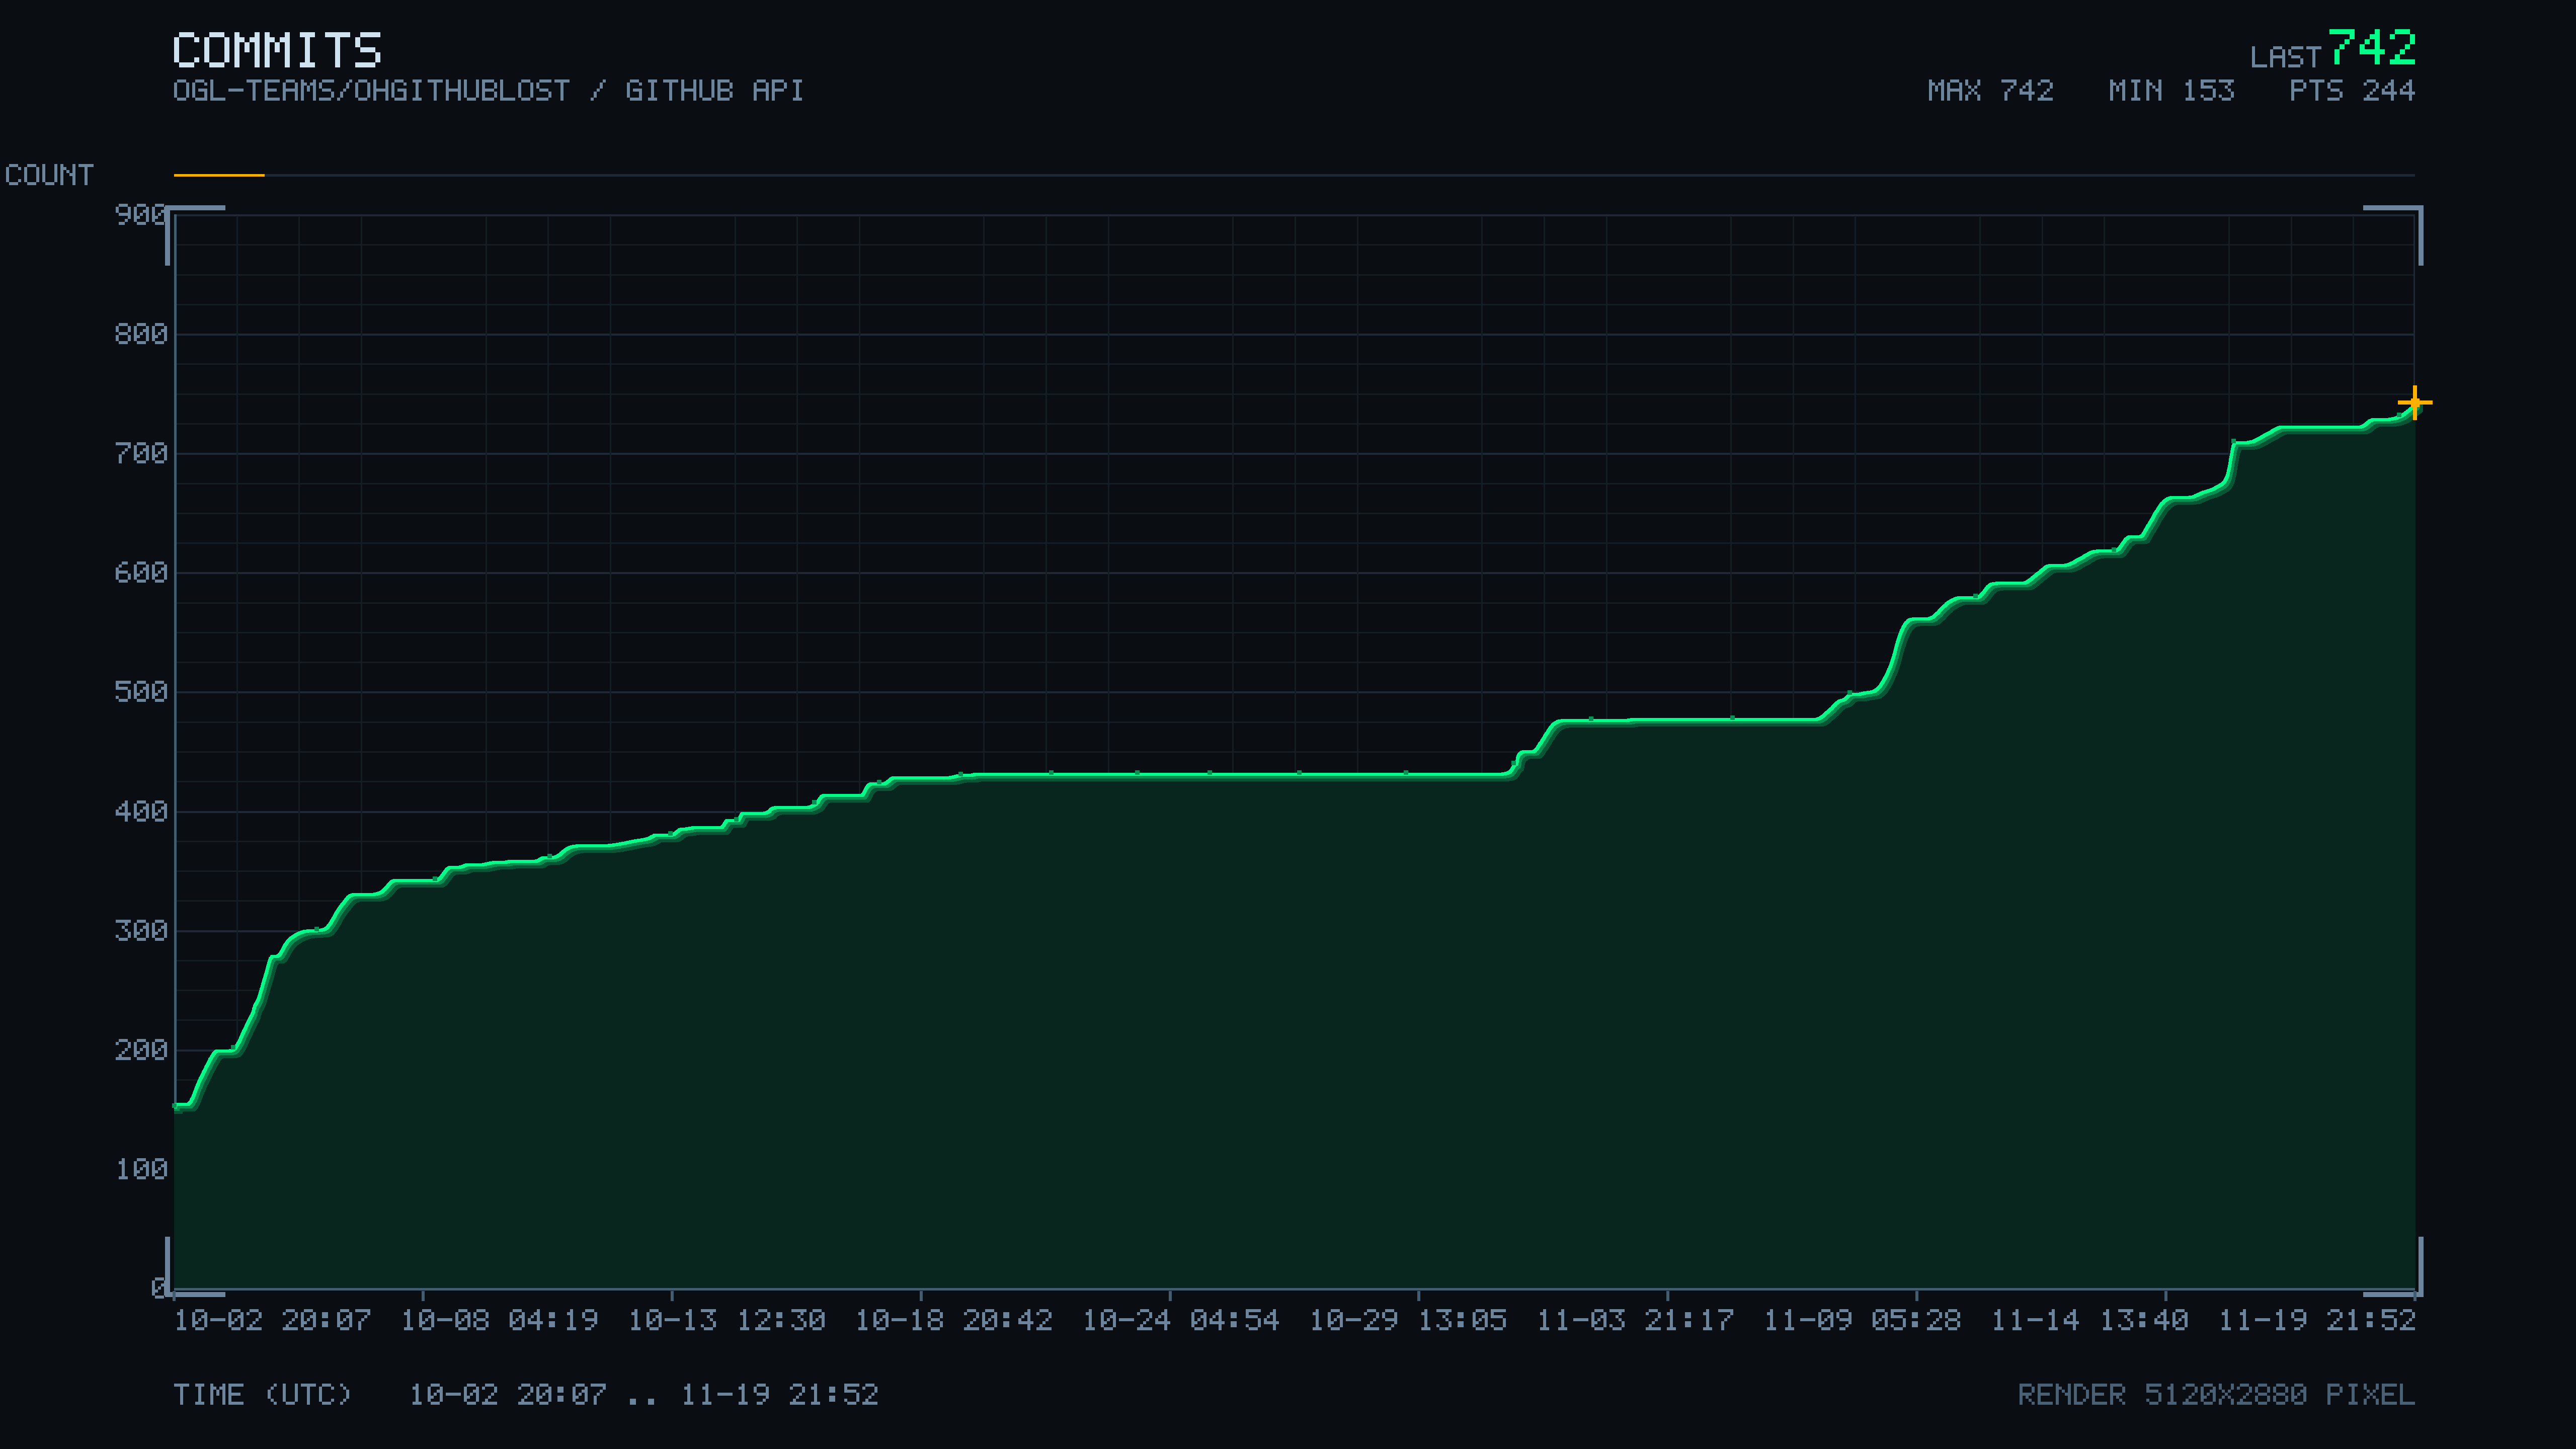 COMMITS
LAST 742
OGL-TEAMS/OHGITHUBLOST / GITHUB API
MAX 742 MIN 153 PTS 244
COUNT
900
800
700
600
500
400
300
200
100
0
10-02 20:07 10-08 04:19 10-13 12:30 10-18 20:42 10-24 04:54 10-29 13:05 11-03 21:17 11-09 05:28 11-14 13:40 11-19 21:52
TIME (UTC) 10-02 20:07 .. 11-19 21:52
RENDER 5120X2880 PIXEL